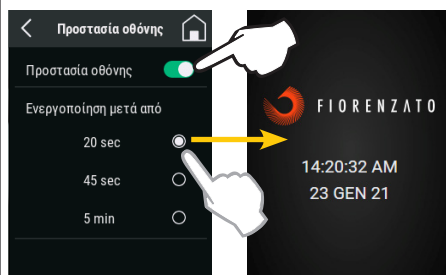 Προστασία οθόνης
Προστασία οθόνης
Ενεργοποίηση μετά από
20 sec
45 sec
5 min
FIORENZATO
14:20:32 AM
23 GEN 21